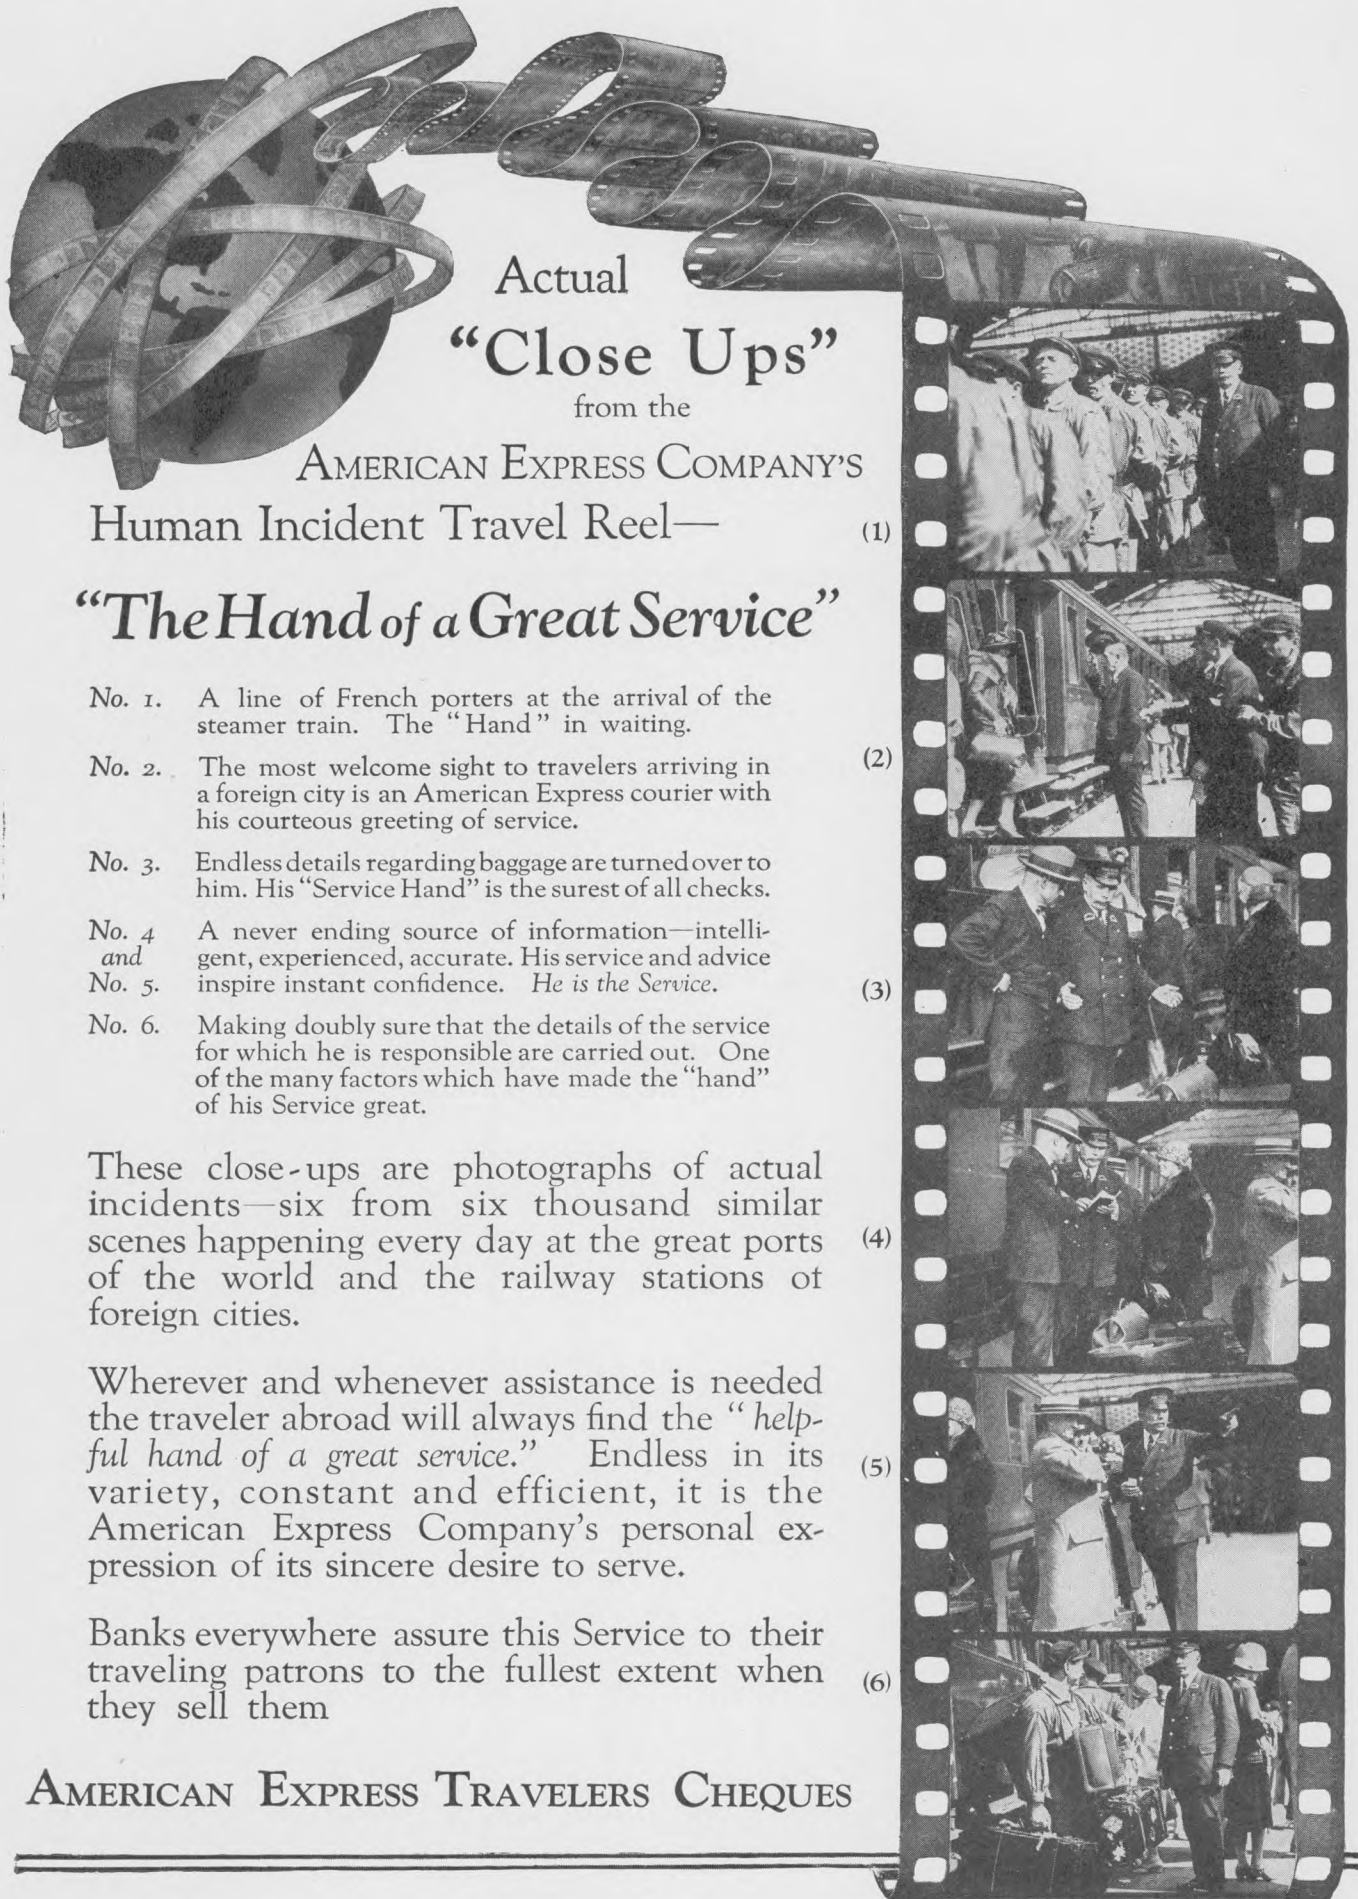 Actual
“Close Ups”
from the
AMERICAN EXPRESS COMPANY'S
Human Incident Travel Reel—
(1)
“The Hand of a Great Service”
No. 1. A line of French porters at the arrival of the
steamer train. The “Hand” in waiting.
No. 2. The most welcome sight to travelers arriving in
(2)
a foreign city is an American Express courier with
his courteous greeting of service.
No. 3. Endless details regarding baggage are turned over to
him. His “Service Hand” is the surest of all checks.
No. 4 A never ending source of information—intelli-
and gent, experienced, accurate. His service and advice
No. 5. inspire instant confidence. He is the Service.
(3)
No. 6. Making doubly sure that the details of the service
for which he is responsible are carried out. One
of the many factors which have made the “hand”
of his Service great.
These close-ups are photographs of actual
incidents—six from six thousand similar
scenes happening every day at the great ports
(4)
of the world and the railway stations of
foreign cities.
Wherever and whenever assistance is needed
the traveler abroad will always find the “help-
ful hand of a great service.” Endless in its
(5)
variety, constant and efficient, it is the
American Express Company's personal ex-
pression of its sincere desire to serve.
Banks everywhere assure this Service to their
traveling patrons to the fullest extent when
(6)
they sell them
AMERICAN EXPRESS TRAVELERS CHEQUES